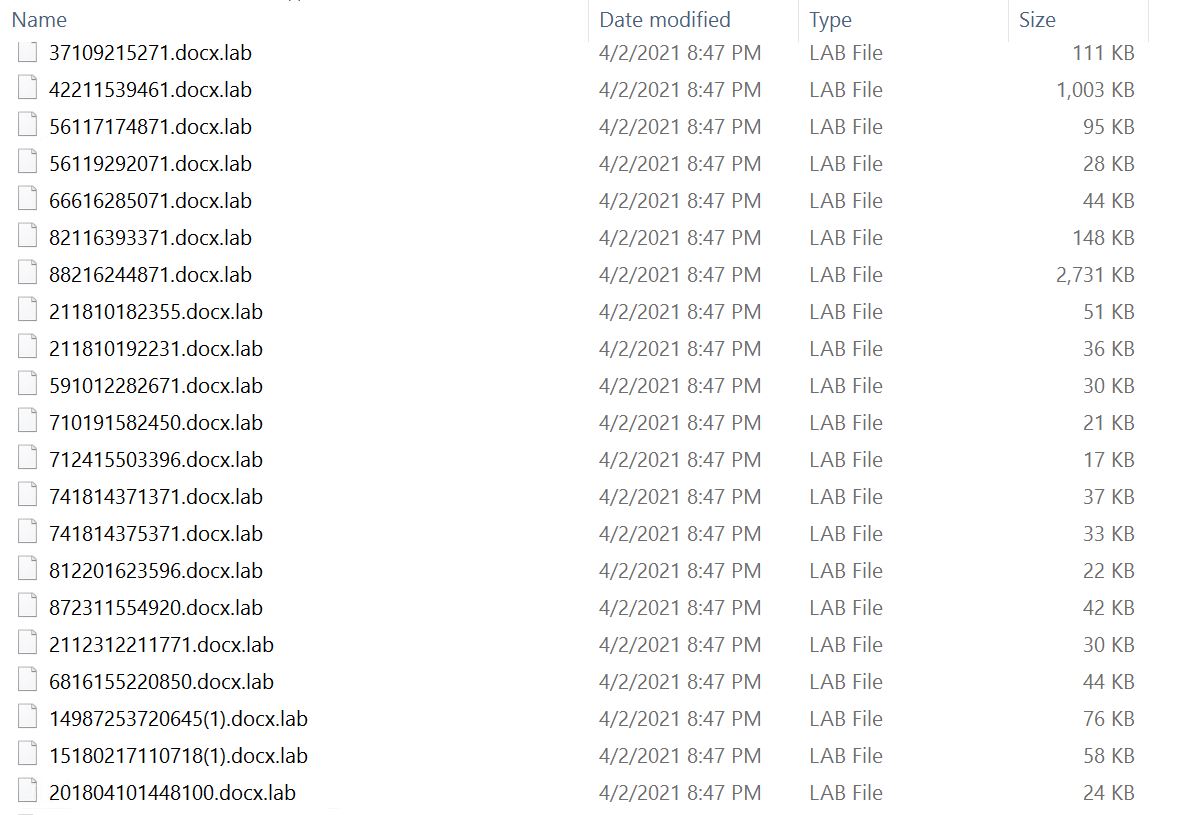 Name Date modified Type Size
37109215271.docx.lab 4/2/2021 8:47 PM LAB File 111 KB
42211539461.docx.lab 4/2/2021 8:47 PM LAB File 1,003 KB
56117174871.docx.lab 4/2/2021 8:47 PM LAB File 95 KB
56119292071.docx.lab 4/2/2021 8:47 PM LAB File 28 KB
66616285071.docx.lab 4/2/2021 8:47 PM LAB File 44 KB
82116393371.docx.lab 4/2/2021 8:47 PM LAB File 148 KB
88216244871.docx.lab 4/2/2021 8:47 PM LAB File 2,731 KB
211810182355.docx.lab 4/2/2021 8:47 PM LAB File 51 KB
211810192231.docx.lab 4/2/2021 8:47 PM LAB File 36 KB
591012282671.docx.lab 4/2/2021 8:47 PM LAB File 30 KB
710191582450.docx.lab 4/2/2021 8:47 PM LAB File 21 KB
712415503396.docx.lab 4/2/2021 8:47 PM LAB File 17 KB
741814371371.docx.lab 4/2/2021 8:47 PM LAB File 37 KB
741814375371.docx.lab 4/2/2021 8:47 PM LAB File 33 KB
812201623596.docx.lab 4/2/2021 8:47 PM LAB File 22 KB
872311554920.docx.lab 4/2/2021 8:47 PM LAB File 42 KB
2112312211771.docx.lab 4/2/2021 8:47 PM LAB File 30 KB
6816155220850.docx.lab 4/2/2021 8:47 PM LAB File 44 KB
14987253720645(1).docx.lab 4/2/2021 8:47 PM LAB File 76 KB
15180217110718(1).docx.lab 4/2/2021 8:47 PM LAB File 58 KB
201804101448100.docx.lab 4/2/2021 8:47 PM LAB File 24 KB